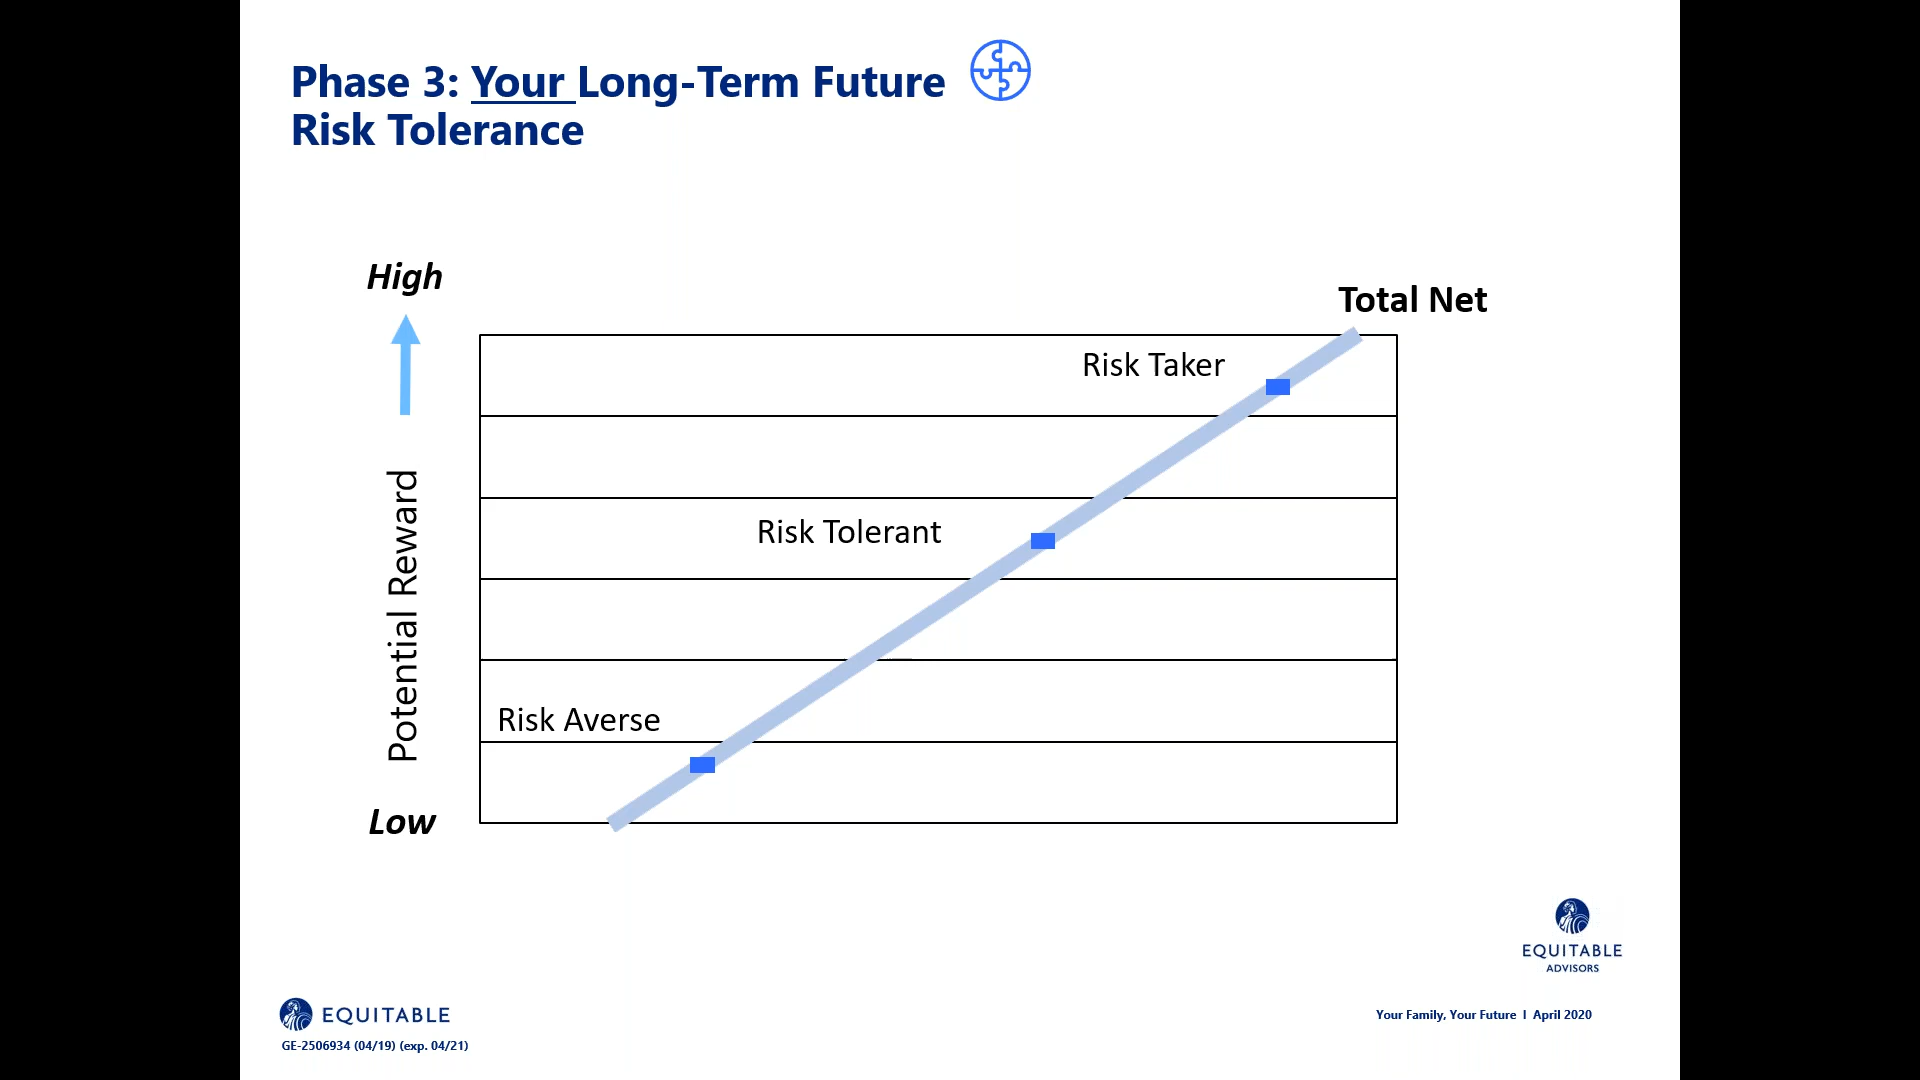 Phase 3: Your Long-Term Future
Risk Tolerance
High
Total Net
Risk Taker
Risk Tolerant
Potential Reward
Risk Averse
Low
EQUITABLE
ADVISORS
EQUITABLE
Your Family, Your Future I April 2020
GE-2506934 (04/19) (exp. 04/21)